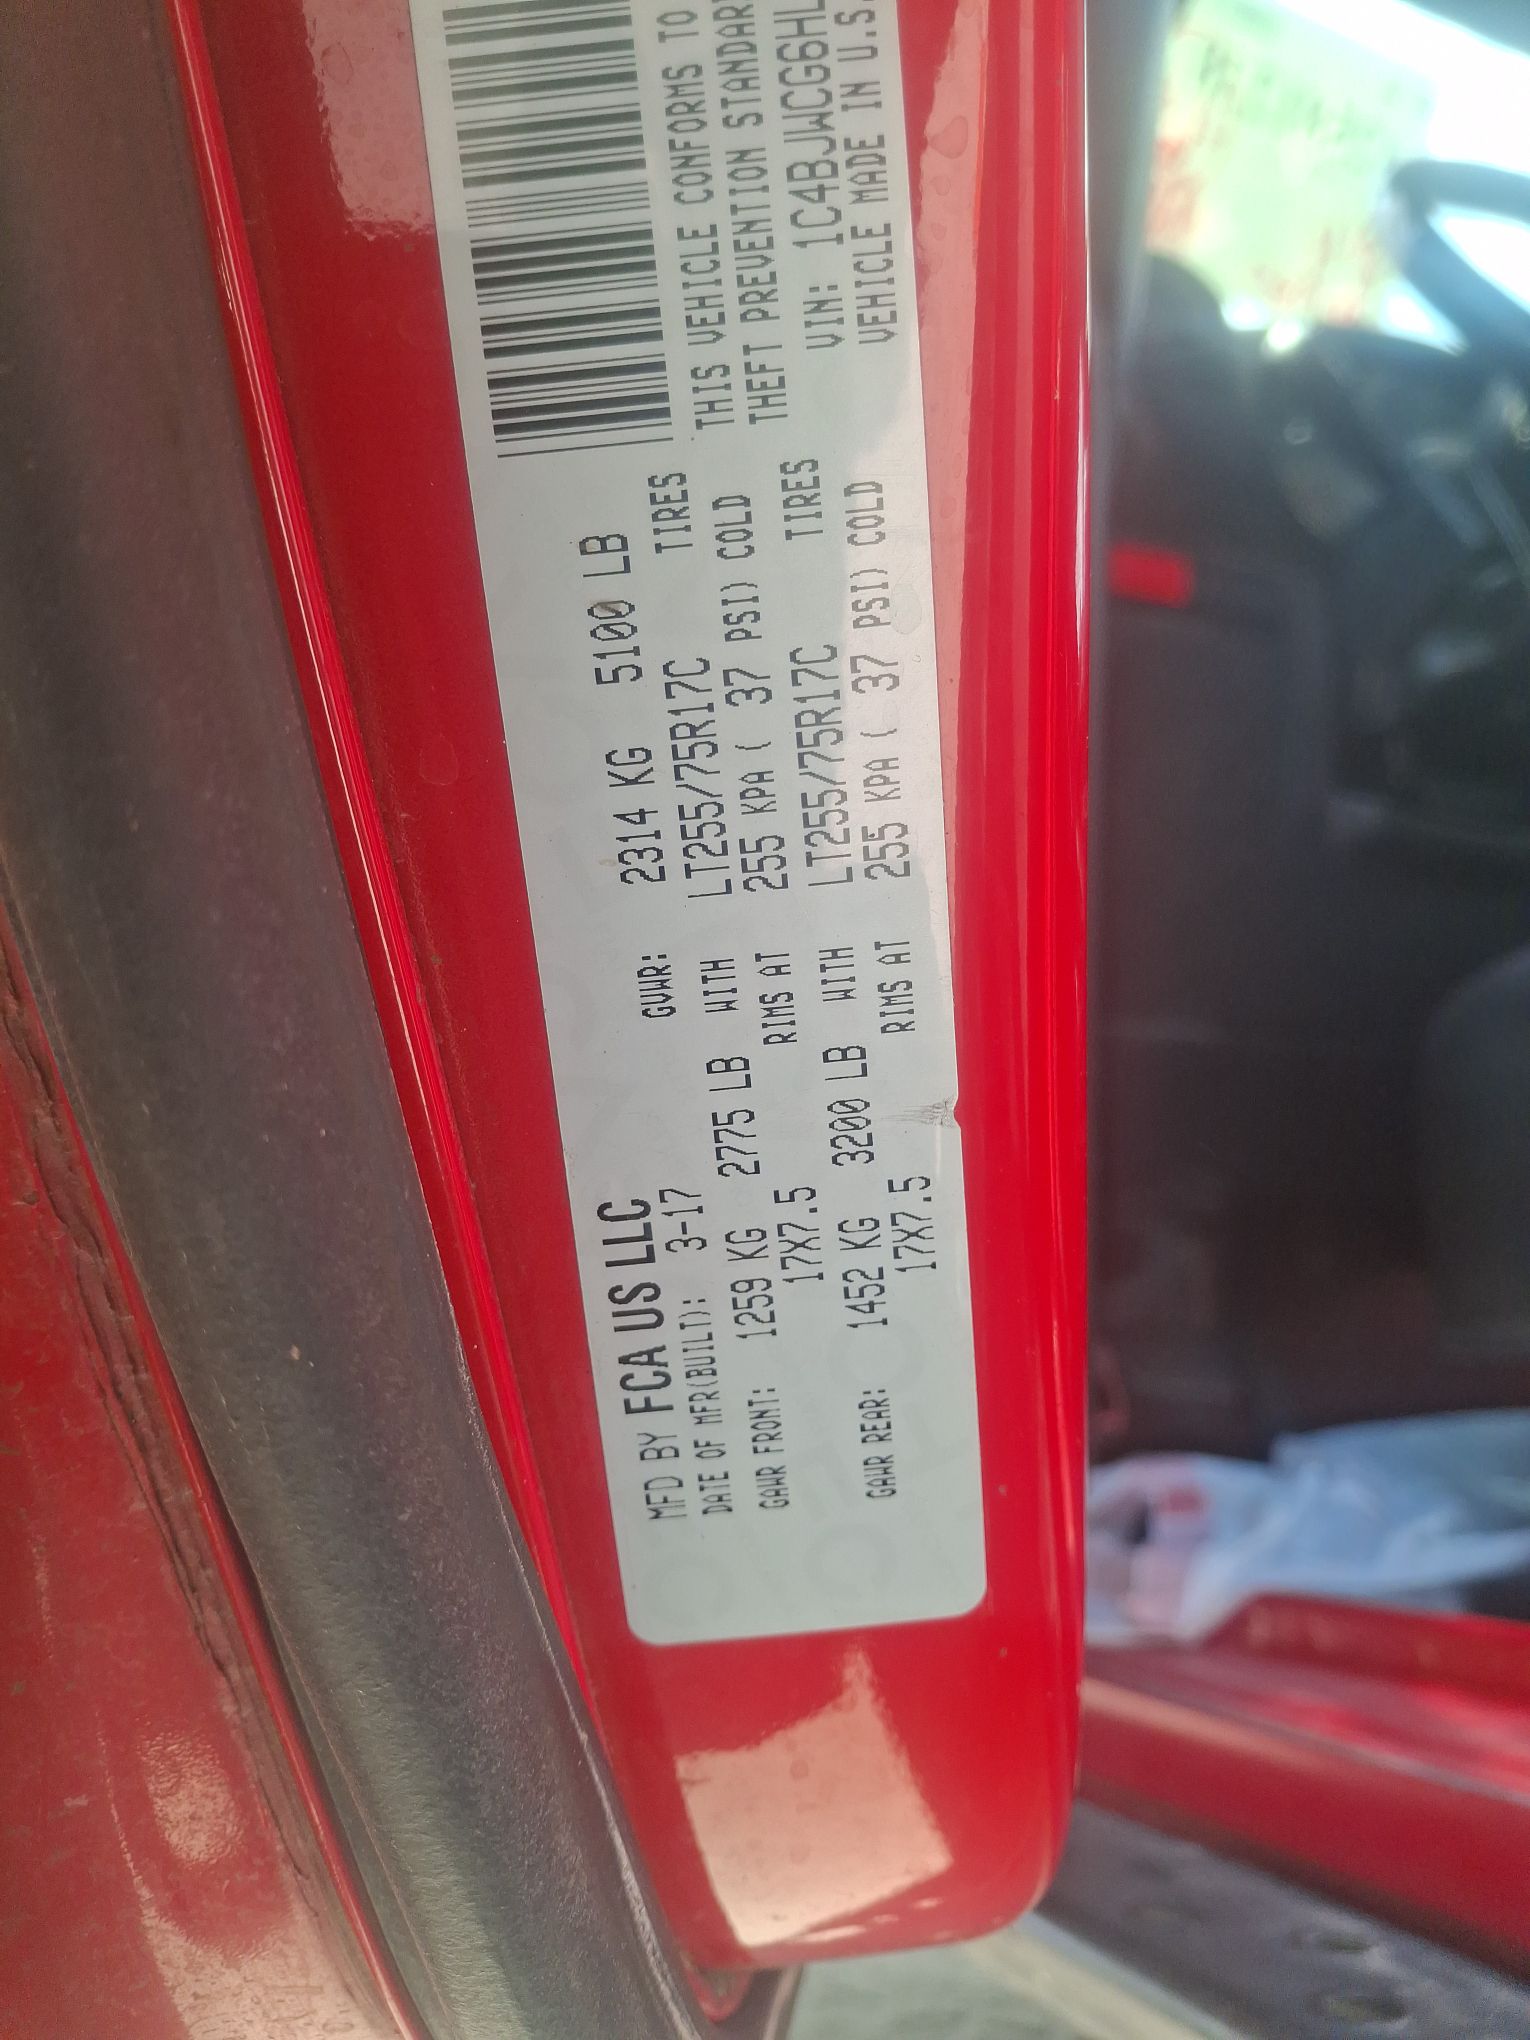 MFD BY FCA US LLC
DATE OF MFR(BUILT): 3-17 GVWR: 2314 KG 5100 LB
GAWR FRONT: 1259 KG 2775 LB WITH LT255/75R17C TIRES
17X7.5 RIMS AT 255 KPA ( 37 PSI) COLD
GAWR REAR: 1452 KG 3200 LB WITH LT255/75R17C TIRES
17X7.5 RIMS AT 255 KPA ( 37 PSI) COLD
THIS VEHICLE CONFORMS TO
THEFT PREVENTION STANDAR
VIN: 1C4BJWCG6HL
VEHICLE MADE IN U.S.